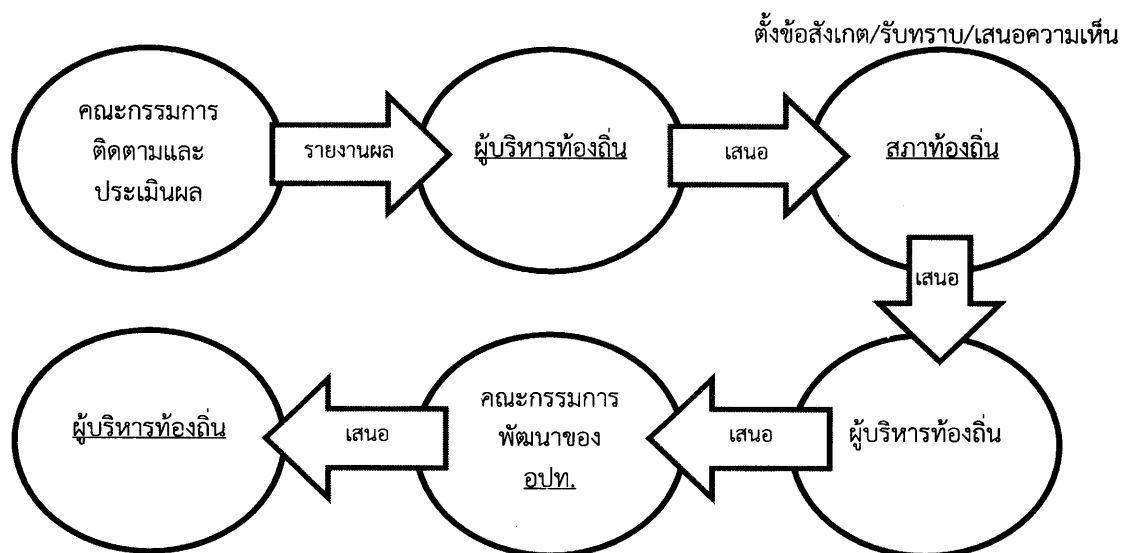 ตั้งข้อสังเกต/รับทราบ/เสนอความเห็น
คณะกรรมการ
ติดตามและ
ประเมินผล
รายงานผล
ผู้บริหารท้องถิ่น
เสนอ
สภาท้องถิ่น
เสนอ
ผู้บริหารท้องถิ่น
เสนอ
คณะกรรมการ
พัฒนาของ
อปท.
เสนอ
ผู้บริหารท้องถิ่น